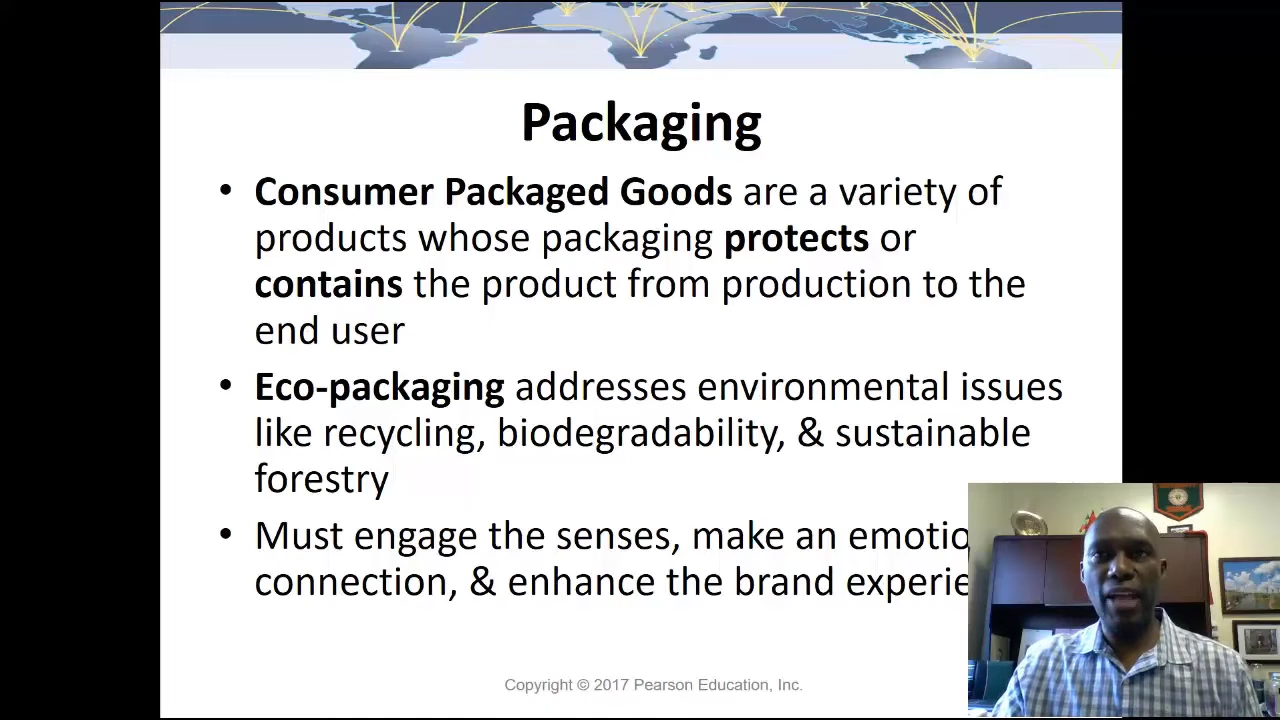 Packaging
• Consumer Packaged Goods are a variety of
products whose packaging protects or
contains the product from production to the
end user
• Eco-packaging addresses environmental issues
like recycling, biodegradability, & sustainable
forestry
• Must engage the senses, make an
connection, & enhance the brand
Copyright © 2017 Pearson Education, Inc.